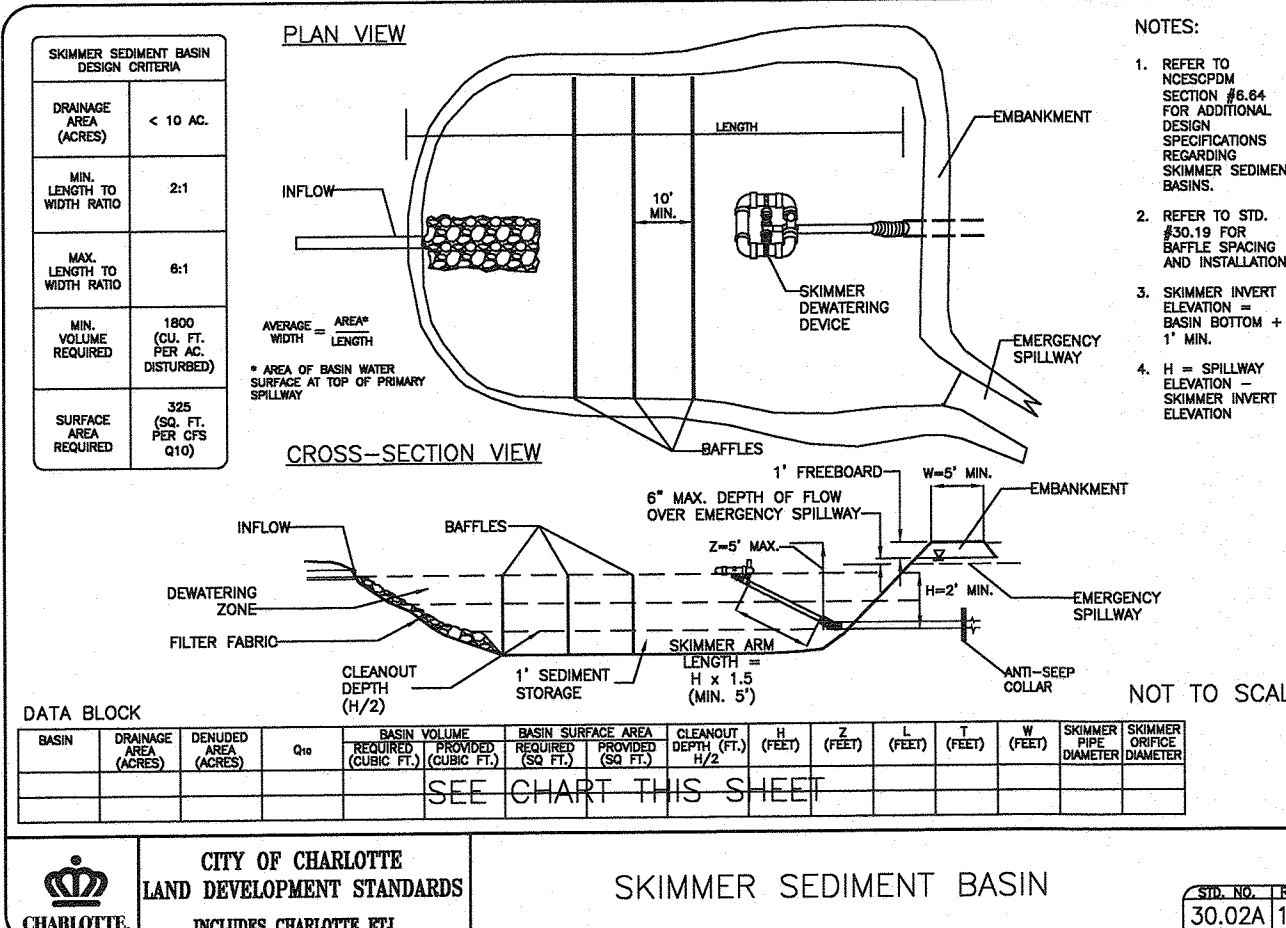 PLAN VIEW
SKIMMER SEDIMENT BASIN
DESIGN CRITERIA
DRAINAGE
AREA
(ACRES)
< 10 AC.
MIN.
LENGTH TO
WIDTH RATIO
2:1
MAX.
LENGTH TO
WIDTH RATIO
6:1
MIN.
VOLUME
REQUIRED
1800
(CU. FT.
PER AC.
DISTURBED)
SURFACE
AREA
REQUIRED
325
(SQ. FT.
PER CFS
Q10)
INFLOW
LENGTH
10'
MIN.
EMBANKMENT
SKIMMER
DEWATERING
DEVICE
EMERGENCY
SPILLWAY
BAFFLES
AVERAGE
WIDTH = AREA*
LENGTH
* AREA OF BASIN WATER
SURFACE AT TOP OF PRIMARY
SPILLWAY
NOTES:
1. REFER TO
NCESCPDM
SECTION #6.64
FOR ADDITIONAL
DESIGN
SPECIFICATIONS
REGARDING
SKIMMER SEDIMEN
BASINS.
2. REFER TO STD.
#30.19 FOR
BAFFLE SPACING
AND INSTALLATION
3. SKIMMER INVERT
ELEVATION =
BASIN BOTTOM +
1' MIN.
4. H = SPILLWAY
ELEVATION –
SKIMMER INVERT
ELEVATION
CROSS-SECTION VIEW
INFLOW
BAFFLES
6" MAX. DEPTH OF FLOW
OVER EMERGENCY SPILLWAY
1' FREEBOARD
W=5' MIN.
EMBANKMENT
Z=5' MAX.
H=2' MIN.
EMERGENCY
SPILLWAY
DEWATERING
ZONE
FILTER FABRIC
CLEANOUT
DEPTH
(H/2)
1' SEDIMENT
STORAGE
SKIMMER ARM
LENGTH =
H x 1.5
(MIN. 5')
ANTI-SEEP
COLLAR
NOT TO SCAL
DATA BLOCK
BASIN
DRAINAGE
AREA
(ACRES)
DENUDED
AREA
(ACRES)
Q10
BASIN VOLUME
REQUIRED
(CUBIC FT.)
PROVIDED
(CUBIC FT.)
BASIN SURFACE AREA
REQUIRED
(SQ FT.)
PROVIDED
(SQ FT.)
CLEANOUT
DEPTH (FT.)
H/2
H
(FEET)
Z
(FEET)
L
(FEET)
T
(FEET)
W
(FEET)
SKIMMER
PIPE
DIAMETER
SKIMMER
ORIFICE
DIAMETER
SEE CHART THIS SHEET
CHARLOTTE.
CITY OF CHARLOTTE
LAND DEVELOPMENT STANDARDS
INCLUDES CHARLOTTE ETJ
SKIMMER SEDIMENT BASIN
STD. NO.
R
30.02A
1